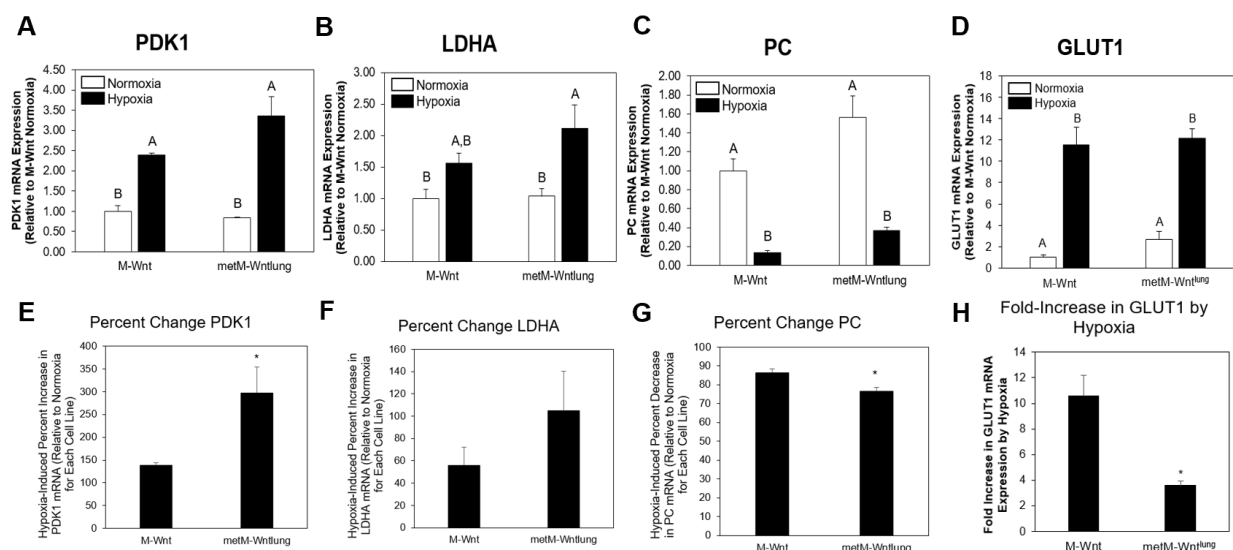 A
PDK1
PDK1 mRNA Expression
(Relative to M-Wnt Normoxia)
4.50
4.00
3.50
3.00
2.50
2.00
1.50
1.00
0.50
0.00
Normoxia
Hypoxia
B
A
B
A
M-Wnt
metM-Wntlung
B
LDHA
LDHA mRNA Expression
(Relative to M-Wnt Normoxia)
3.00
2.50
2.00
1.50
1.00
0.50
0.00
Normoxia
Hypoxia
B
A,B
B
A
M-Wnt
metM-Wntlung
C
PC
PC mRNA Expression
(Relative to M-Wnt Normoxia)
2.00
1.80
1.60
1.40
1.20
1.00
0.80
0.60
0.40
0.20
0.00
Normoxia
Hypoxia
A
B
A
B
M-Wnt
metM-Wntlung
D
GLUT1
GLUT1 mRNA Expression
(Relative to M-Wnt Normoxia)
18
16
14
12
10
8
6
4
2
0
Normoxia
Hypoxia
A
B
A
B
M-Wnt
metM-Wntlung
E
Percent Change PDK1
Hypoxia-Induced Percent Increase in
PDK1 mRNA (Relative to Normoxia
for Each Cell Line)
400
350
300
250
200
150
100
50
0
*
M-Wnt
metM-Wntlung
F
Percent Change LDHA
Hypoxia-Induced Percent Increase in
LDHA mRNA (Relative to Normoxia
for Each Cell Line)
160
140
120
100
80
60
40
20
0
M-Wnt
metM-Wntlung
G
Percent Change PC
Hypoxia-Induced Percent Decrease
in PC mRNA (Relative to Normoxia
for Each Cell Line)
100
90
80
70
60
50
40
30
20
10
0
*
M-Wnt
metM-Wntlung
H
Fold-Increase in GLUT1 by
Hypoxia
Fold Increase in GLUT1 mRNA
Expression by Hypoxia
14
12
10
8
6
4
2
0
*
M-Wnt
metM-Wntlung